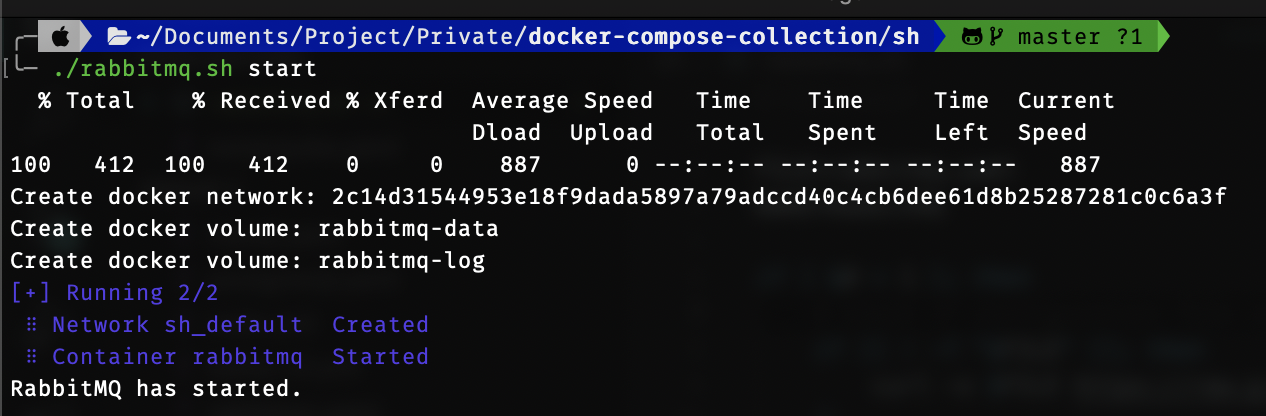 ~/Documents/Project/Private/docker-compose-collection/sh master ?1
./rabbitmq.sh start
% Total % Received % Xferd Average Speed Time Time Time Current
Dload Upload Total Spent Left Speed
100 412 100 412 0 0 887 0 --:--:-- --:--:-- --:--:-- 887
Create docker network: 2c14d31544953e18f9dada5897a79adccd40c4cb6dee61d8b25287281c0c6a3f
Create docker volume: rabbitmq-data
Create docker volume: rabbitmq-log
[+] Running 2/2
⠿ Network sh_default Created
⠿ Container rabbitmq Started
RabbitMQ has started.